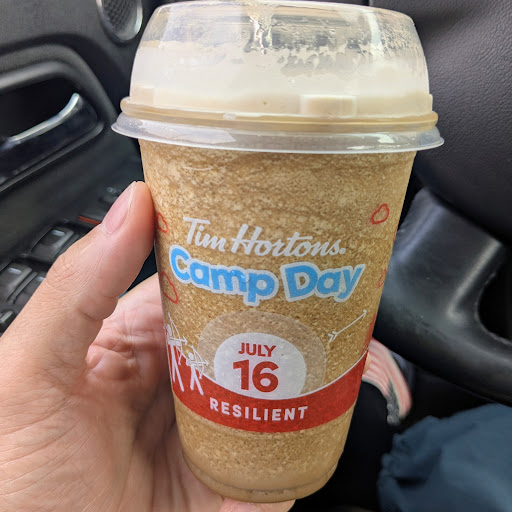 Tim Hortons.
Camp Day
JULY
16
RESILIENT